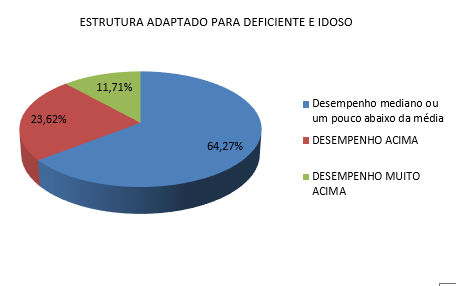 ESTRUTURA ADAPTADO PARA DEFICIENTE E IDOSO
11,71%
23,62%
64,27%
Desempenho mediano ou
um pouco abaixo da média
DESEMPENHO ACIMA
DESEMPENHO MUITO
ACIMA